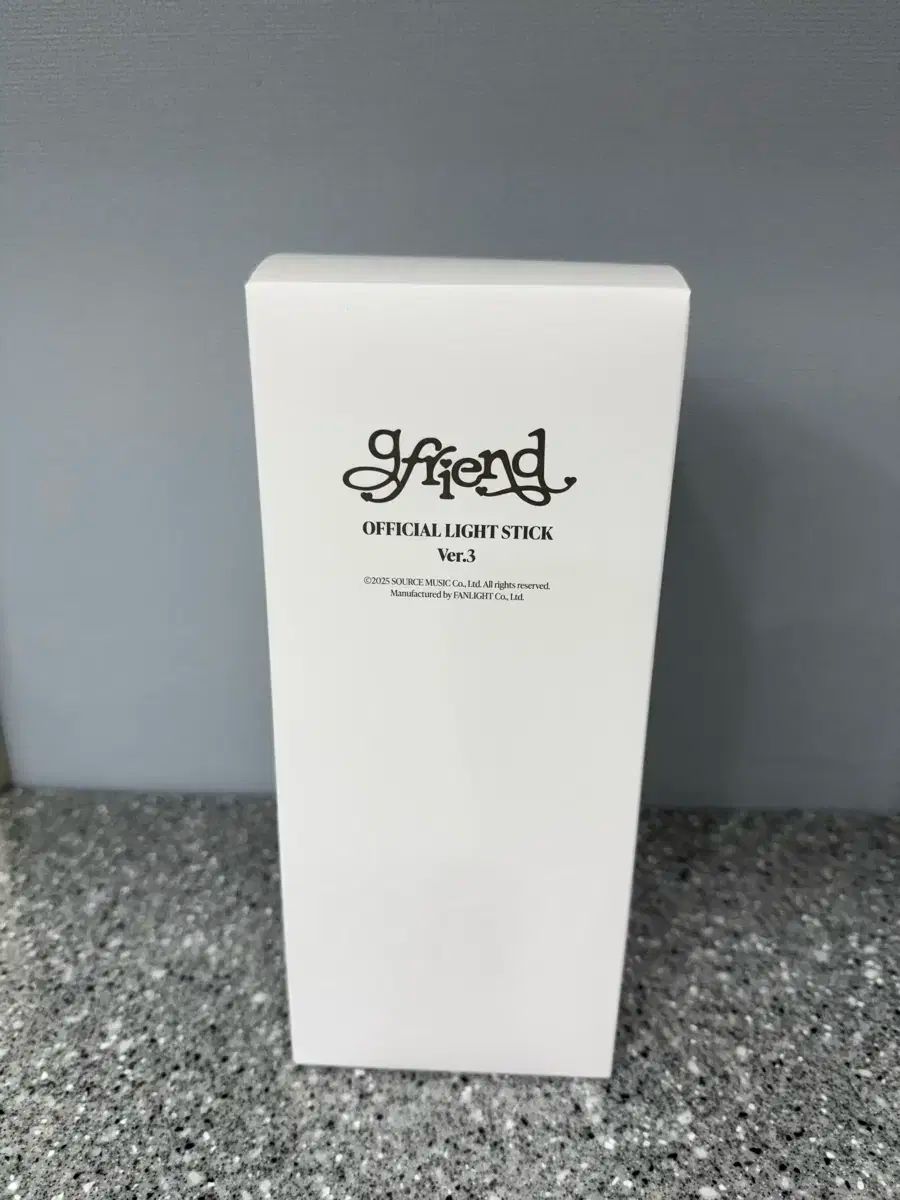 gfriend
OFFICIAL LIGHT STICK
Ver.3
©2025 SOURCE MUSIC Co., Ltd. All rights reserved.
Manufactured by FANLIGHT Co., Ltd.